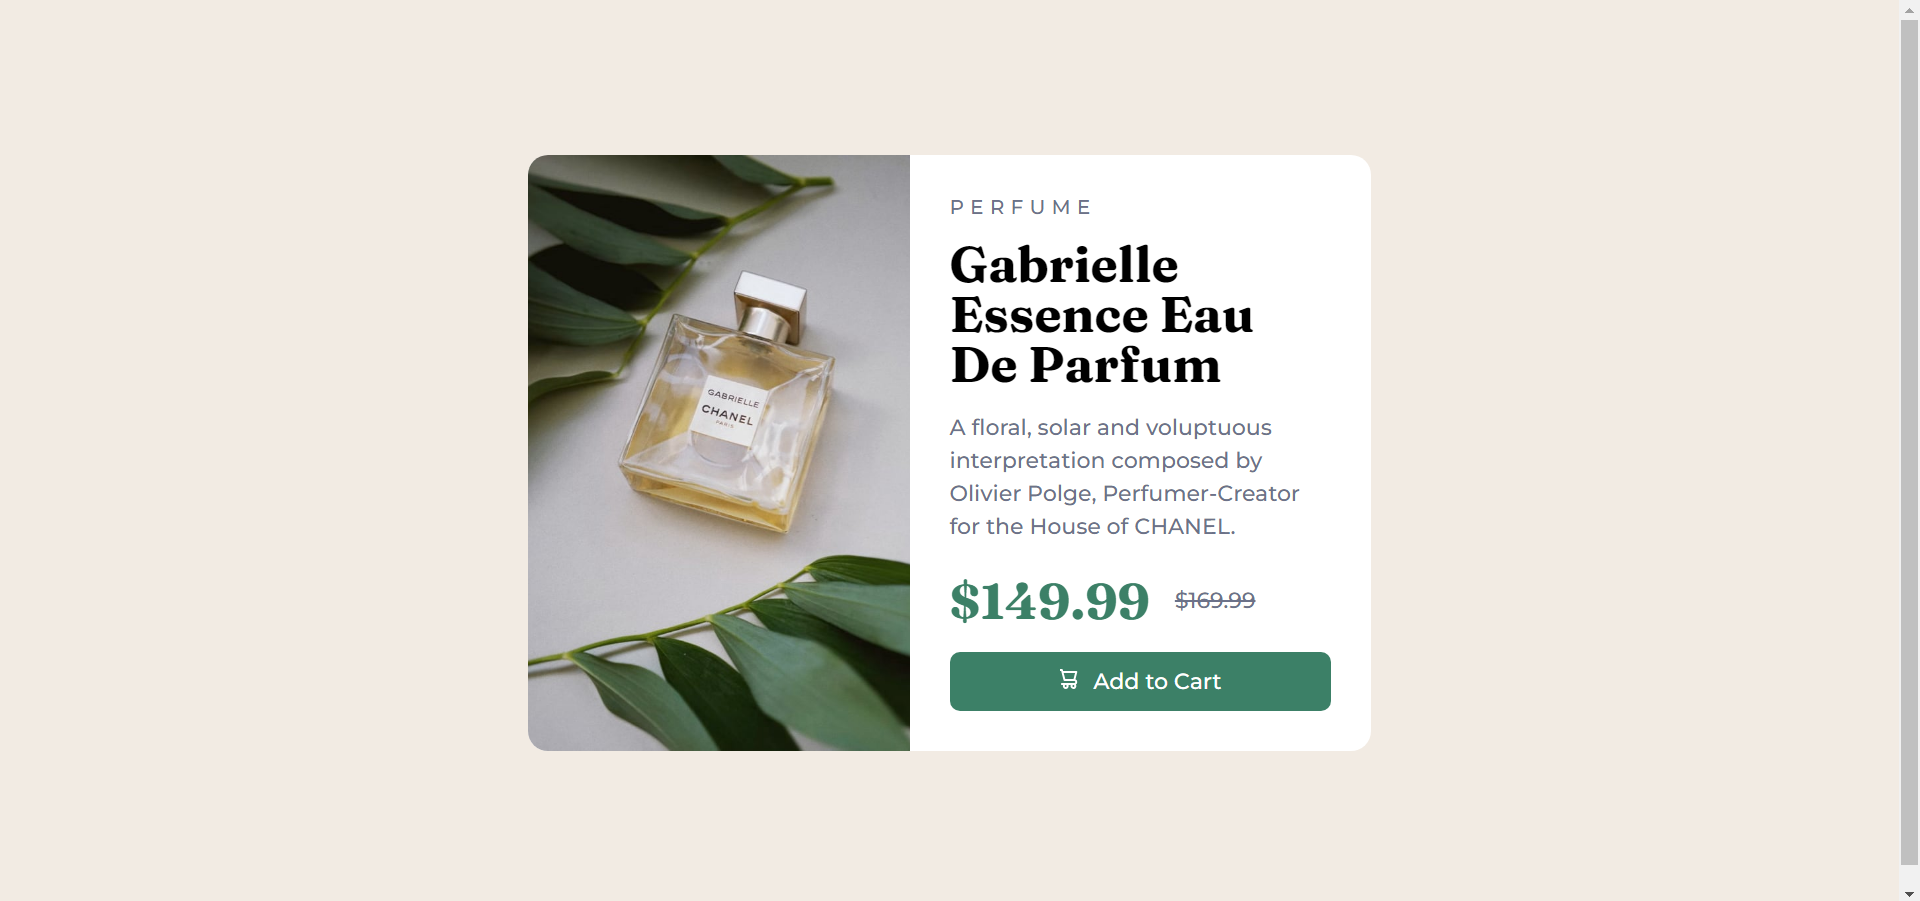 PERFUME
Gabrielle
Essence Eau
De Parfum
A floral, solar and voluptuous
interpretation composed by
Olivier Polge, Perfumer-Creator
for the House of CHANEL.
$149.99 $169.99
Add to Cart
GABRIELLE
CHANEL
PARIS